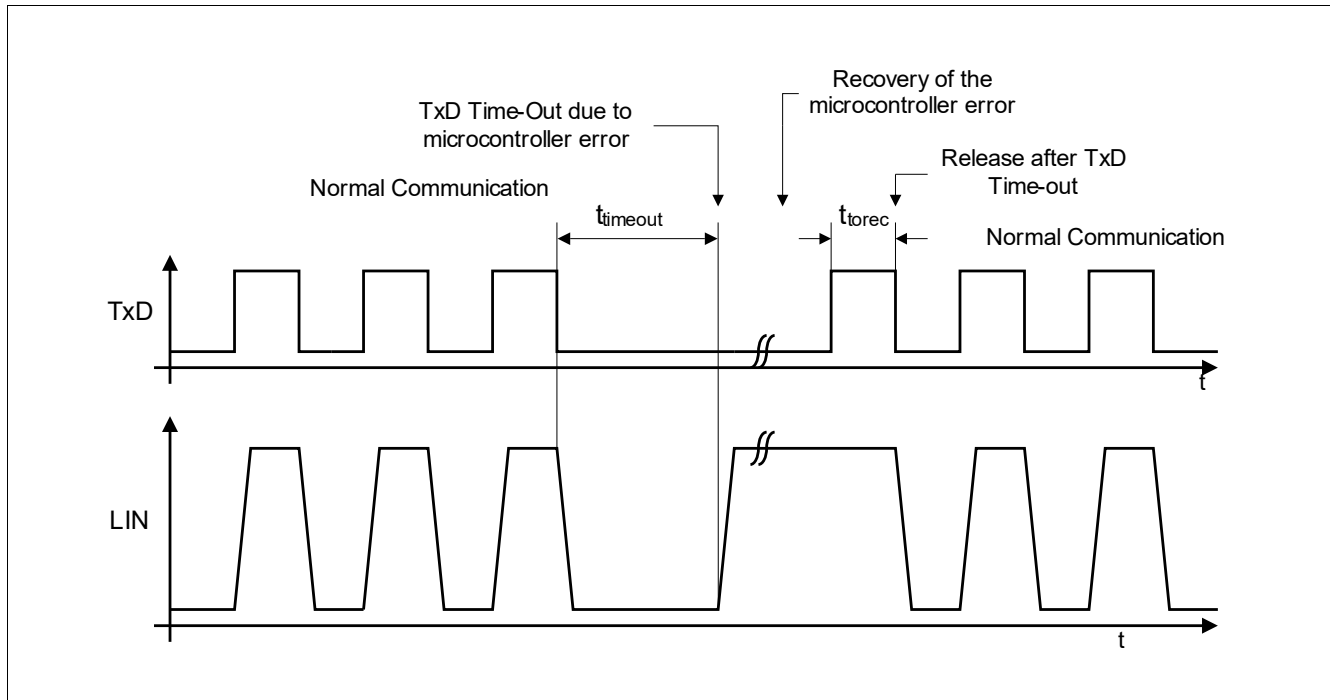 Recovery of the
microcontroller error
TxD Time-Out due to
microcontroller error
Release after TxD
Time-out
Normal Communication
ttimeout
ttorec
Normal Communication
TxD
t
LIN
t